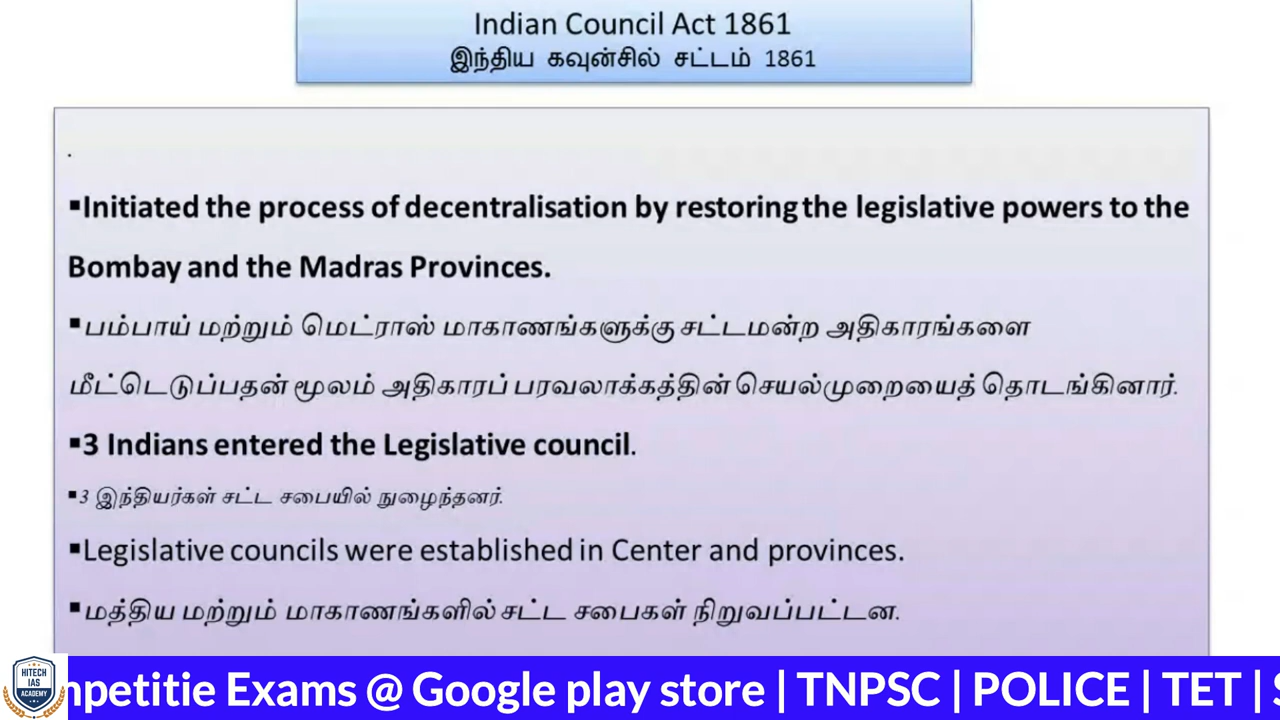 Indian Council Act 1861
இந்திய கவுன்சில் சட்டம் 1861
.
▪Initiated the process of decentralisation by restoring the legislative powers to the
Bombay and the Madras Provinces.
▪பம்பாய் மற்றும் மெட்ராஸ் மாகாணங்களுக்கு சட்டமன்ற அதிகாரங்களை
மீட்டெடுப்பதன் மூலம் அதிகாரப் பரவலாக்கத்தின் செயல்முறையைத் தொடங்கினார்.
▪3 Indians entered the Legislative council.
▪3 இந்தியர்கள் சட்ட சபையில் நுழைந்தனர்.
▪Legislative councils were established in Center and provinces.
▪மத்திய மற்றும் மாகாணங்களில் சட்ட சபைகள் நிறுவப்பட்டன.
HITECH
IAS
ACADEMY
mpetitie Exams @ Google play store | TNPSC | POLICE | TET | S